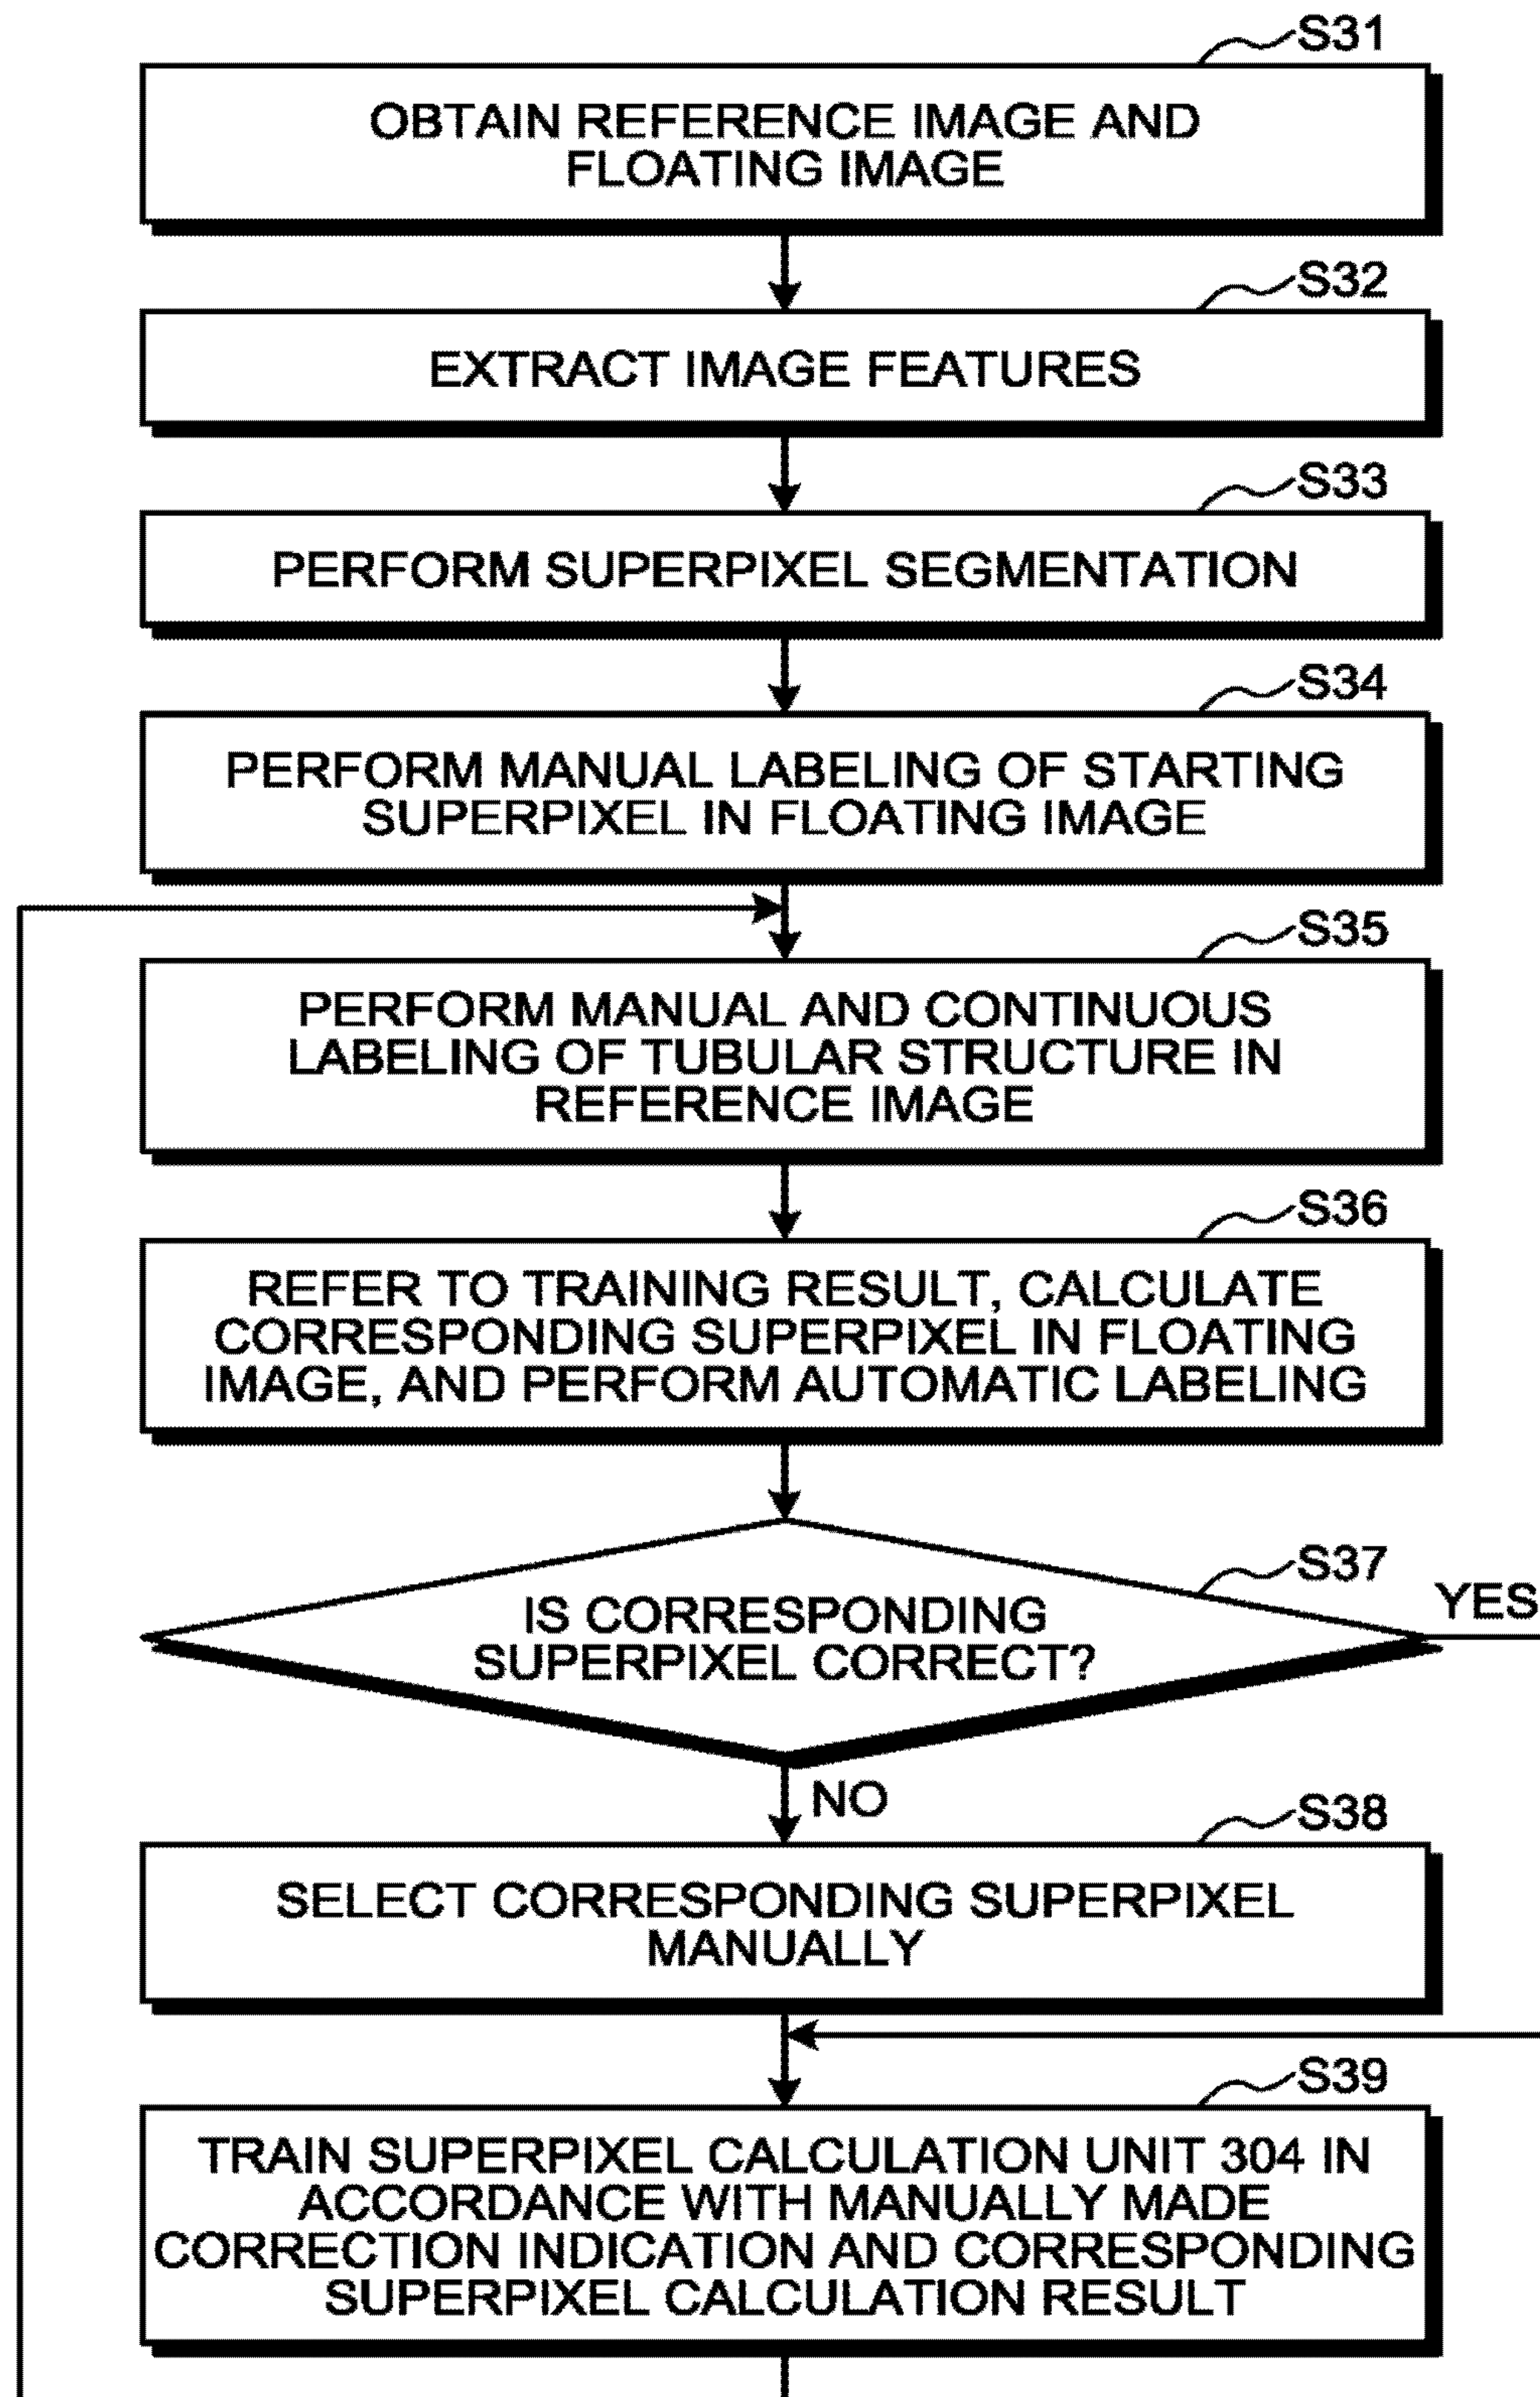 S31
OBTAIN REFERENCE IMAGE AND
FLOATING IMAGE
S32
EXTRACT IMAGE FEATURES
S33
PERFORM SUPERPIXEL SEGMENTATION
S34
PERFORM MANUAL LABELING OF STARTING
SUPERPIXEL IN FLOATING IMAGE
S35
PERFORM MANUAL AND CONTINUOUS
LABELING OF TUBULAR STRUCTURE IN
REFERENCE IMAGE
S36
REFER TO TRAINING RESULT, CALCULATE
CORRESPONDING SUPERPIXEL IN FLOATING
IMAGE, AND PERFORM AUTOMATIC LABELING
S37
YES
IS CORRESPONDING
SUPERPIXEL CORRECT?
NO
S38
SELECT CORRESPONDING SUPERPIXEL
MANUALLY
S39
TRAIN SUPERPIXEL CALCULATION UNIT 304 IN
ACCORDANCE WITH MANUALLY MADE
CORRECTION INDICATION AND CORRESPONDING
SUPERPIXEL CALCULATION RESULT